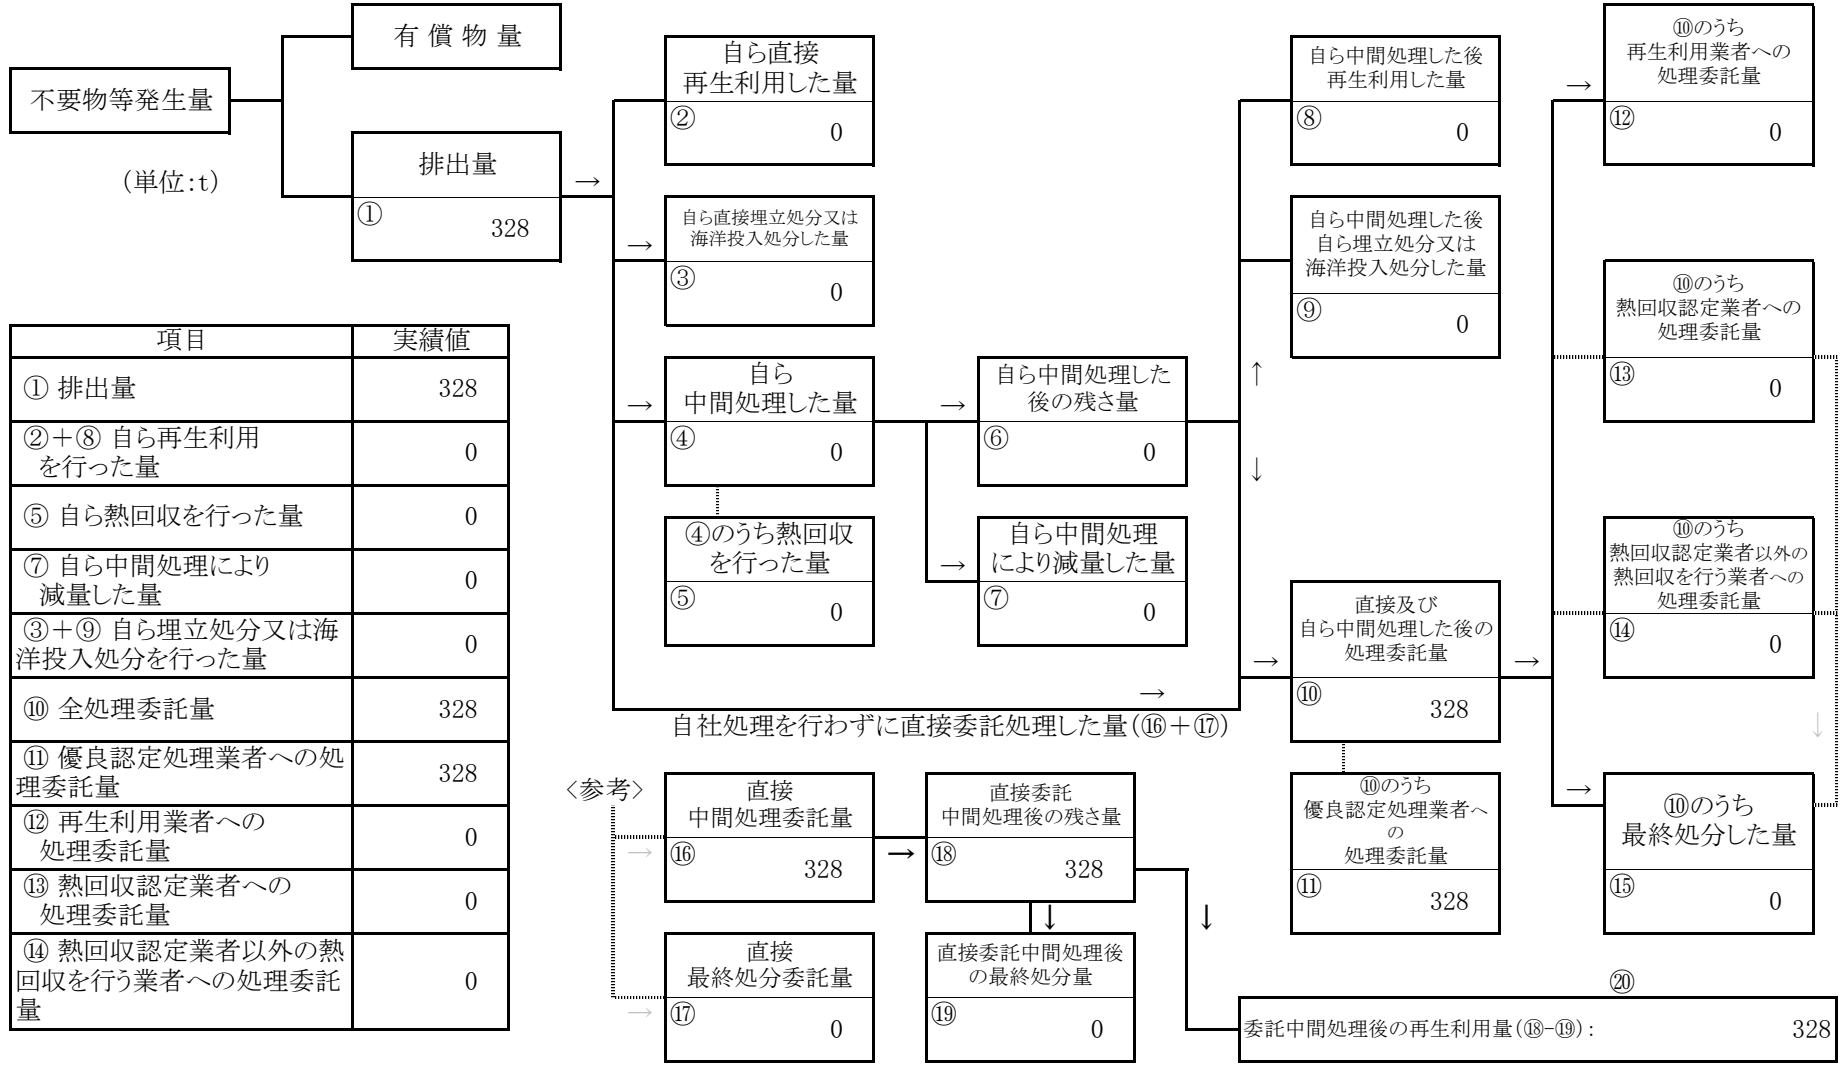 有 償 物 量
不要物等発生量
(単位:t)
排出量
①
328
→
自ら直接
再生利用した量
②
0
→
自ら直接埋立処分又は
海洋投入処分した量
③
0
→
自ら
中間処理した量
④
0
④のうち熱回収
を行った量
⑤
0
→
自ら中間処理した
後の残さ量
⑥
0
→
自ら中間処理
により減量した量
⑦
0
自ら中間処理した後
再生利用した量
⑧
0
自ら中間処理した後
自ら埋立処分又は
海洋投入処分した量
⑨
0
↑
↓
→
自社処理を行わずに直接委託処理した量(⑯+⑰)
→
直接及び
自ら中間処理した後の
処理委託量
⑩
328
⑩のうち
優良認定処理業者へ
の
処理委託量
⑪
328
→
→
⑩のうち
再生利用業者への
処理委託量
⑫
0
⑩のうち
熱回収認定業者への
処理委託量
⑬
0
⑩のうち
熱回収認定業者以外の
熱回収を行う業者への
処理委託量
⑭
0
↓
→
⑩のうち
最終処分した量
⑮
0
項目 実績値
① 排出量 328
②+⑧ 自ら再生利用
を行った量 0
⑤ 自ら熱回収を行った量 0
⑦ 自ら中間処理により
減量した量 0
③+⑨ 自ら埋立処分又は海
洋投入処分を行った量 0
⑩ 全処理委託量 328
⑪ 優良認定処理業者への処
理委託量 328
⑫ 再生利用業者への
処理委託量 0
⑬ 熱回収認定業者への
処理委託量 0
⑭ 熱回収認定業者以外の熱
回収を行う業者への処理委託
量 0
<参考>
→
直接
中間処理委託量
⑯
328
→
直接委託
中間処理後の残さ量
⑱
328
→
直接
最終処分委託量
⑰
0
↓
直接委託中間処理後
の最終処分量
⑲
0
↓
⑳
委託中間処理後の再生利用量(⑱-⑲): 328